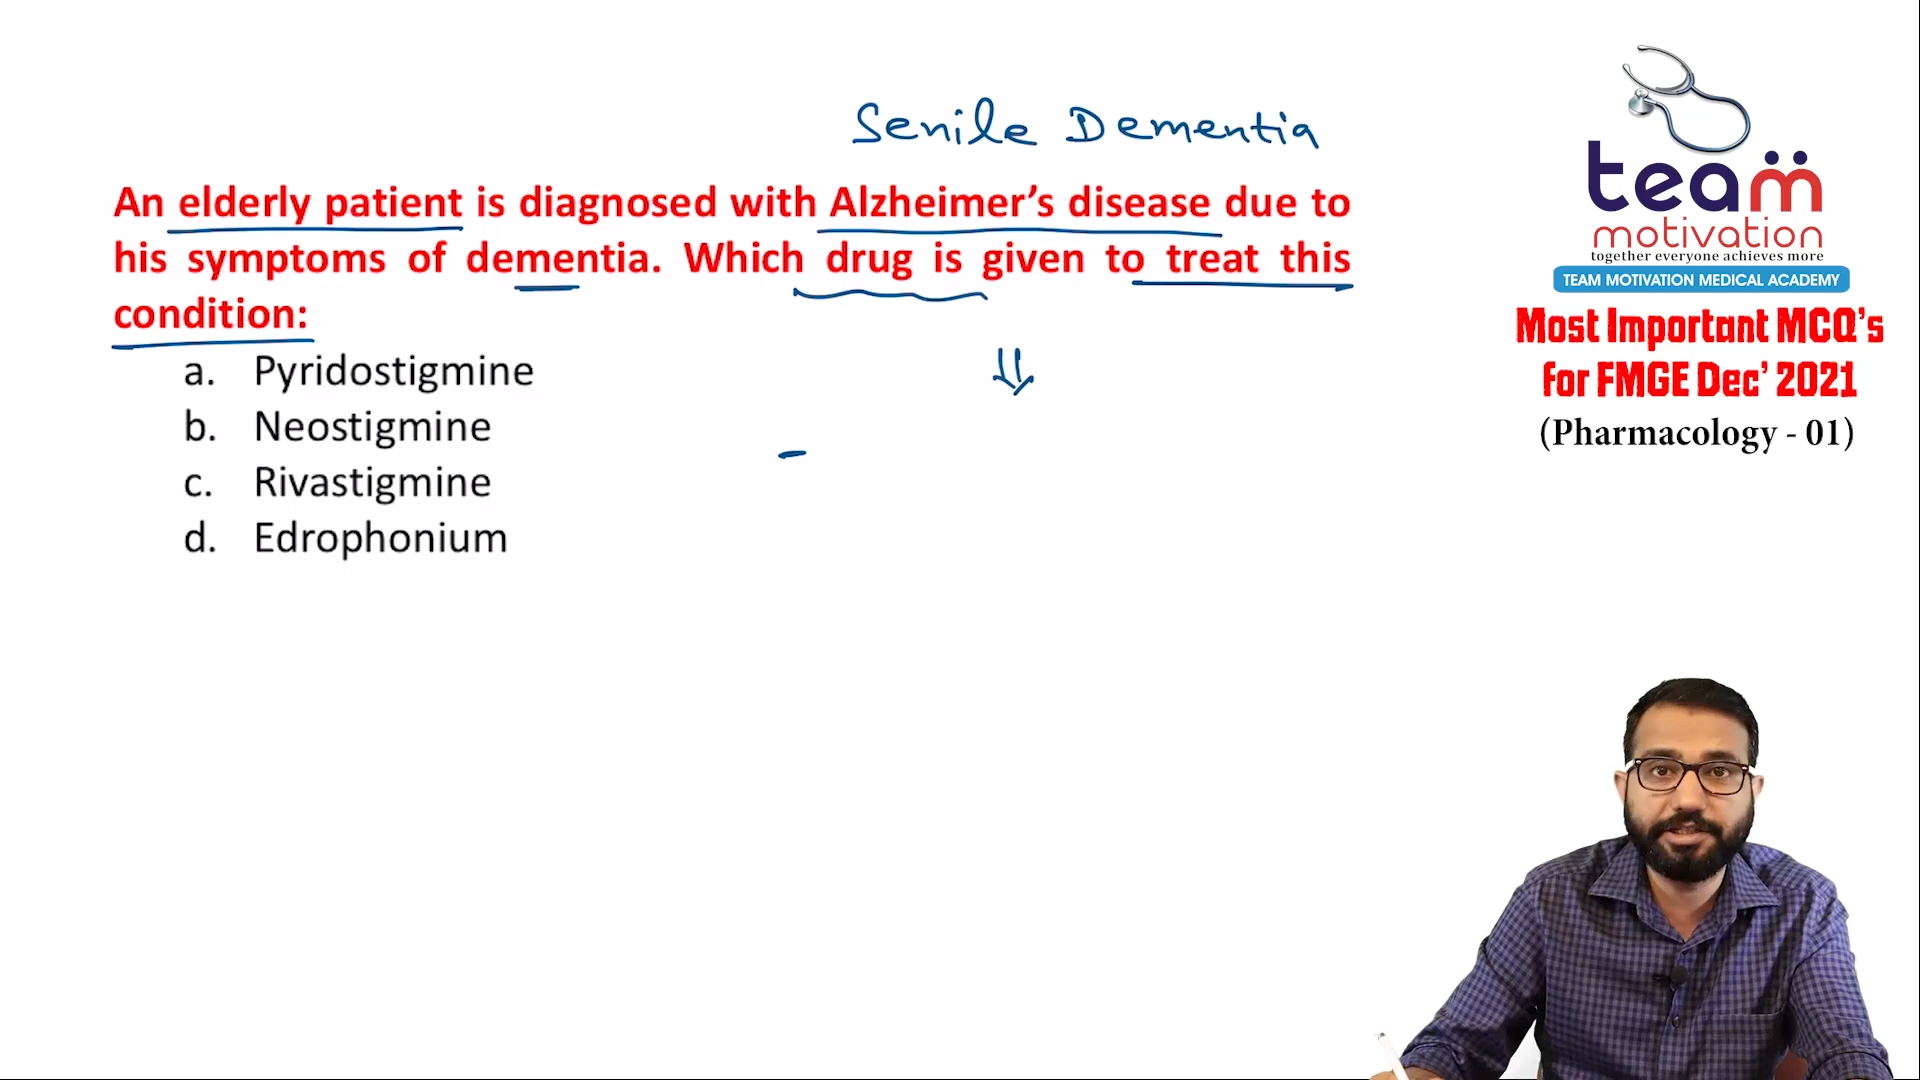 Senile Dementia
An elderly patient is diagnosed with Alzheimer’s disease due to
his symptoms of dementia. Which drug is given to treat this
condition:
a. Pyridostigmine
b. Neostigmine
c. Rivastigmine
d. Edrophonium
team
motivation
together everyone achieves more
TEAM MOTIVATION MEDICAL ACADEMY
Most Important MCQ’s
for FMGE Dec’ 2021
(Pharmacology - 01)